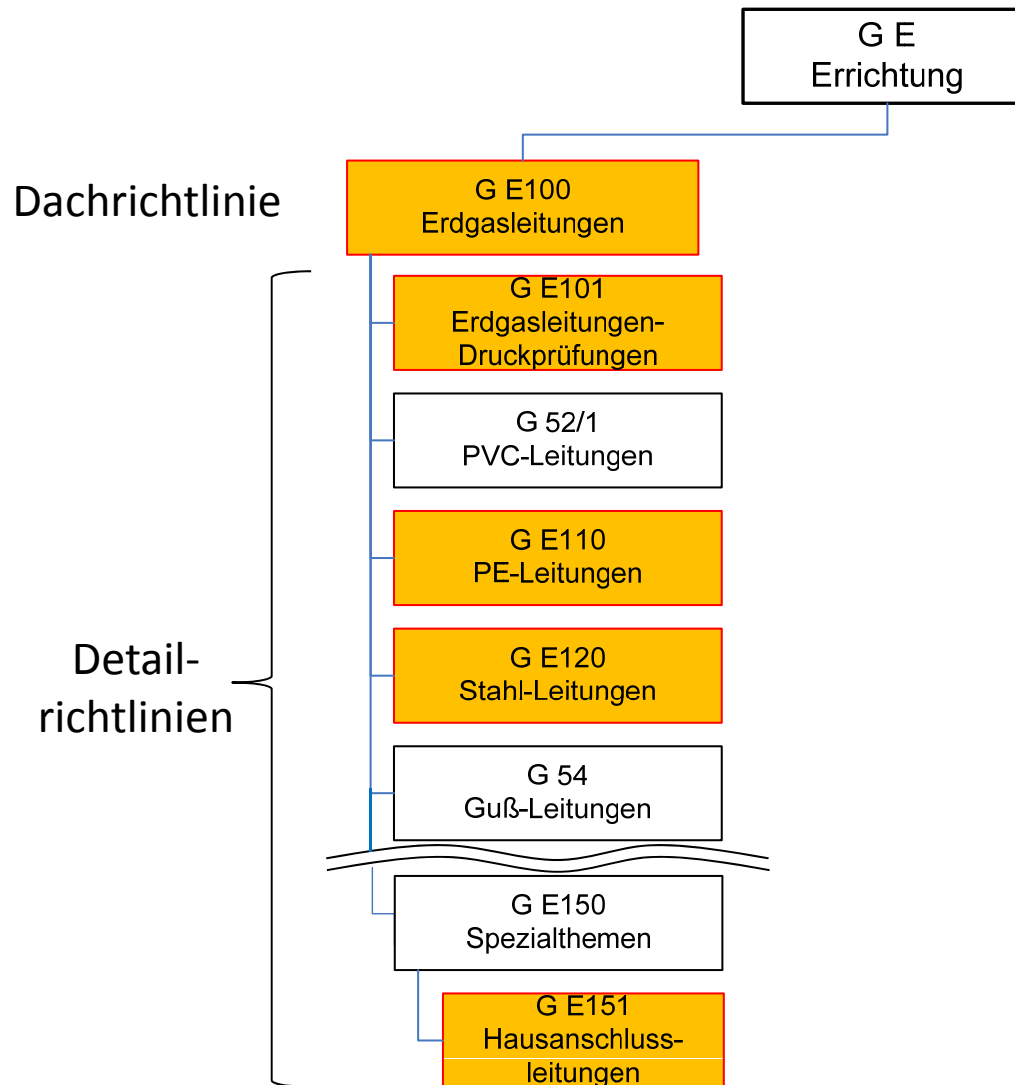 G E
Errichtung
Dachrichtlinie
G E100
Erdgasleitungen
G E101
Erdgasleitungen-
Druckprüfungen
G 52/1
PVC-Leitungen
G E110
PE-Leitungen
Detail-
richtlinien
G E120
Stahl-Leitungen
G 54
Guß-Leitungen
G E150
Spezialthemen
G E151
Hausanschluss-
leitungen